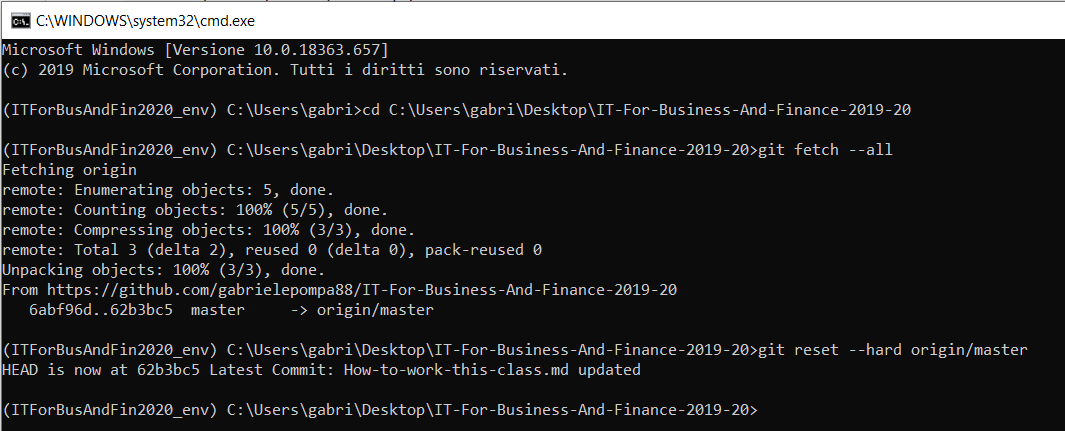 C:\WINDOWS\system32\cmd.exe
Microsoft Windows [Versione 10.0.18363.657]
(c) 2019 Microsoft Corporation. Tutti i diritti sono riservati.
(ITForBusAndFin2020_env) C:\Users\gabri>cd C:\Users\gabri\Desktop\IT-For-Business-And-Finance-2019-20
(ITForBusAndFin2020_env) C:\Users\gabri\Desktop\IT-For-Business-And-Finance-2019-20>git fetch --all
Fetching origin
remote: Enumerating objects: 5, done.
remote: Counting objects: 100% (5/5), done.
remote: Compressing objects: 100% (3/3), done.
remote: Total 3 (delta 2), reused 0 (delta 0), pack-reused 0
Unpacking objects: 100% (3/3), done.
From https://github.com/gabrielepompa88/IT-For-Business-And-Finance-2019-20
   6abf96d..62b3bc5  master     -> origin/master
(ITForBusAndFin2020_env) C:\Users\gabri\Desktop\IT-For-Business-And-Finance-2019-20>git reset --hard origin/master
HEAD is now at 62b3bc5 Latest Commit: How-to-work-this-class.md updated
(ITForBusAndFin2020_env) C:\Users\gabri\Desktop\IT-For-Business-And-Finance-2019-20>